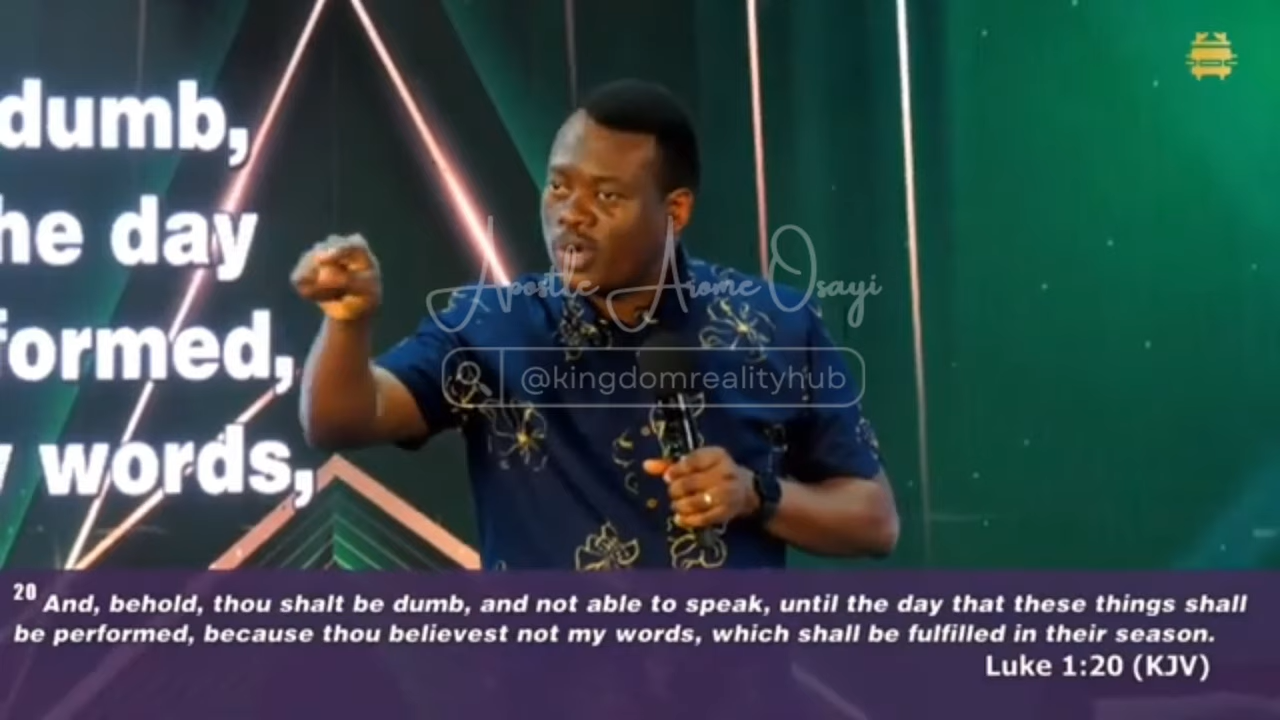 dumb,
he day
formed,
words,
Apostle Arome Osayi
@kingdomrealityhub
20 And, behold, thou shalt be dumb, and not able to speak, until the day that these things shall
be performed, because thou believest not my words, which shall be fulfilled in their season.
Luke 1:20 (KJV)